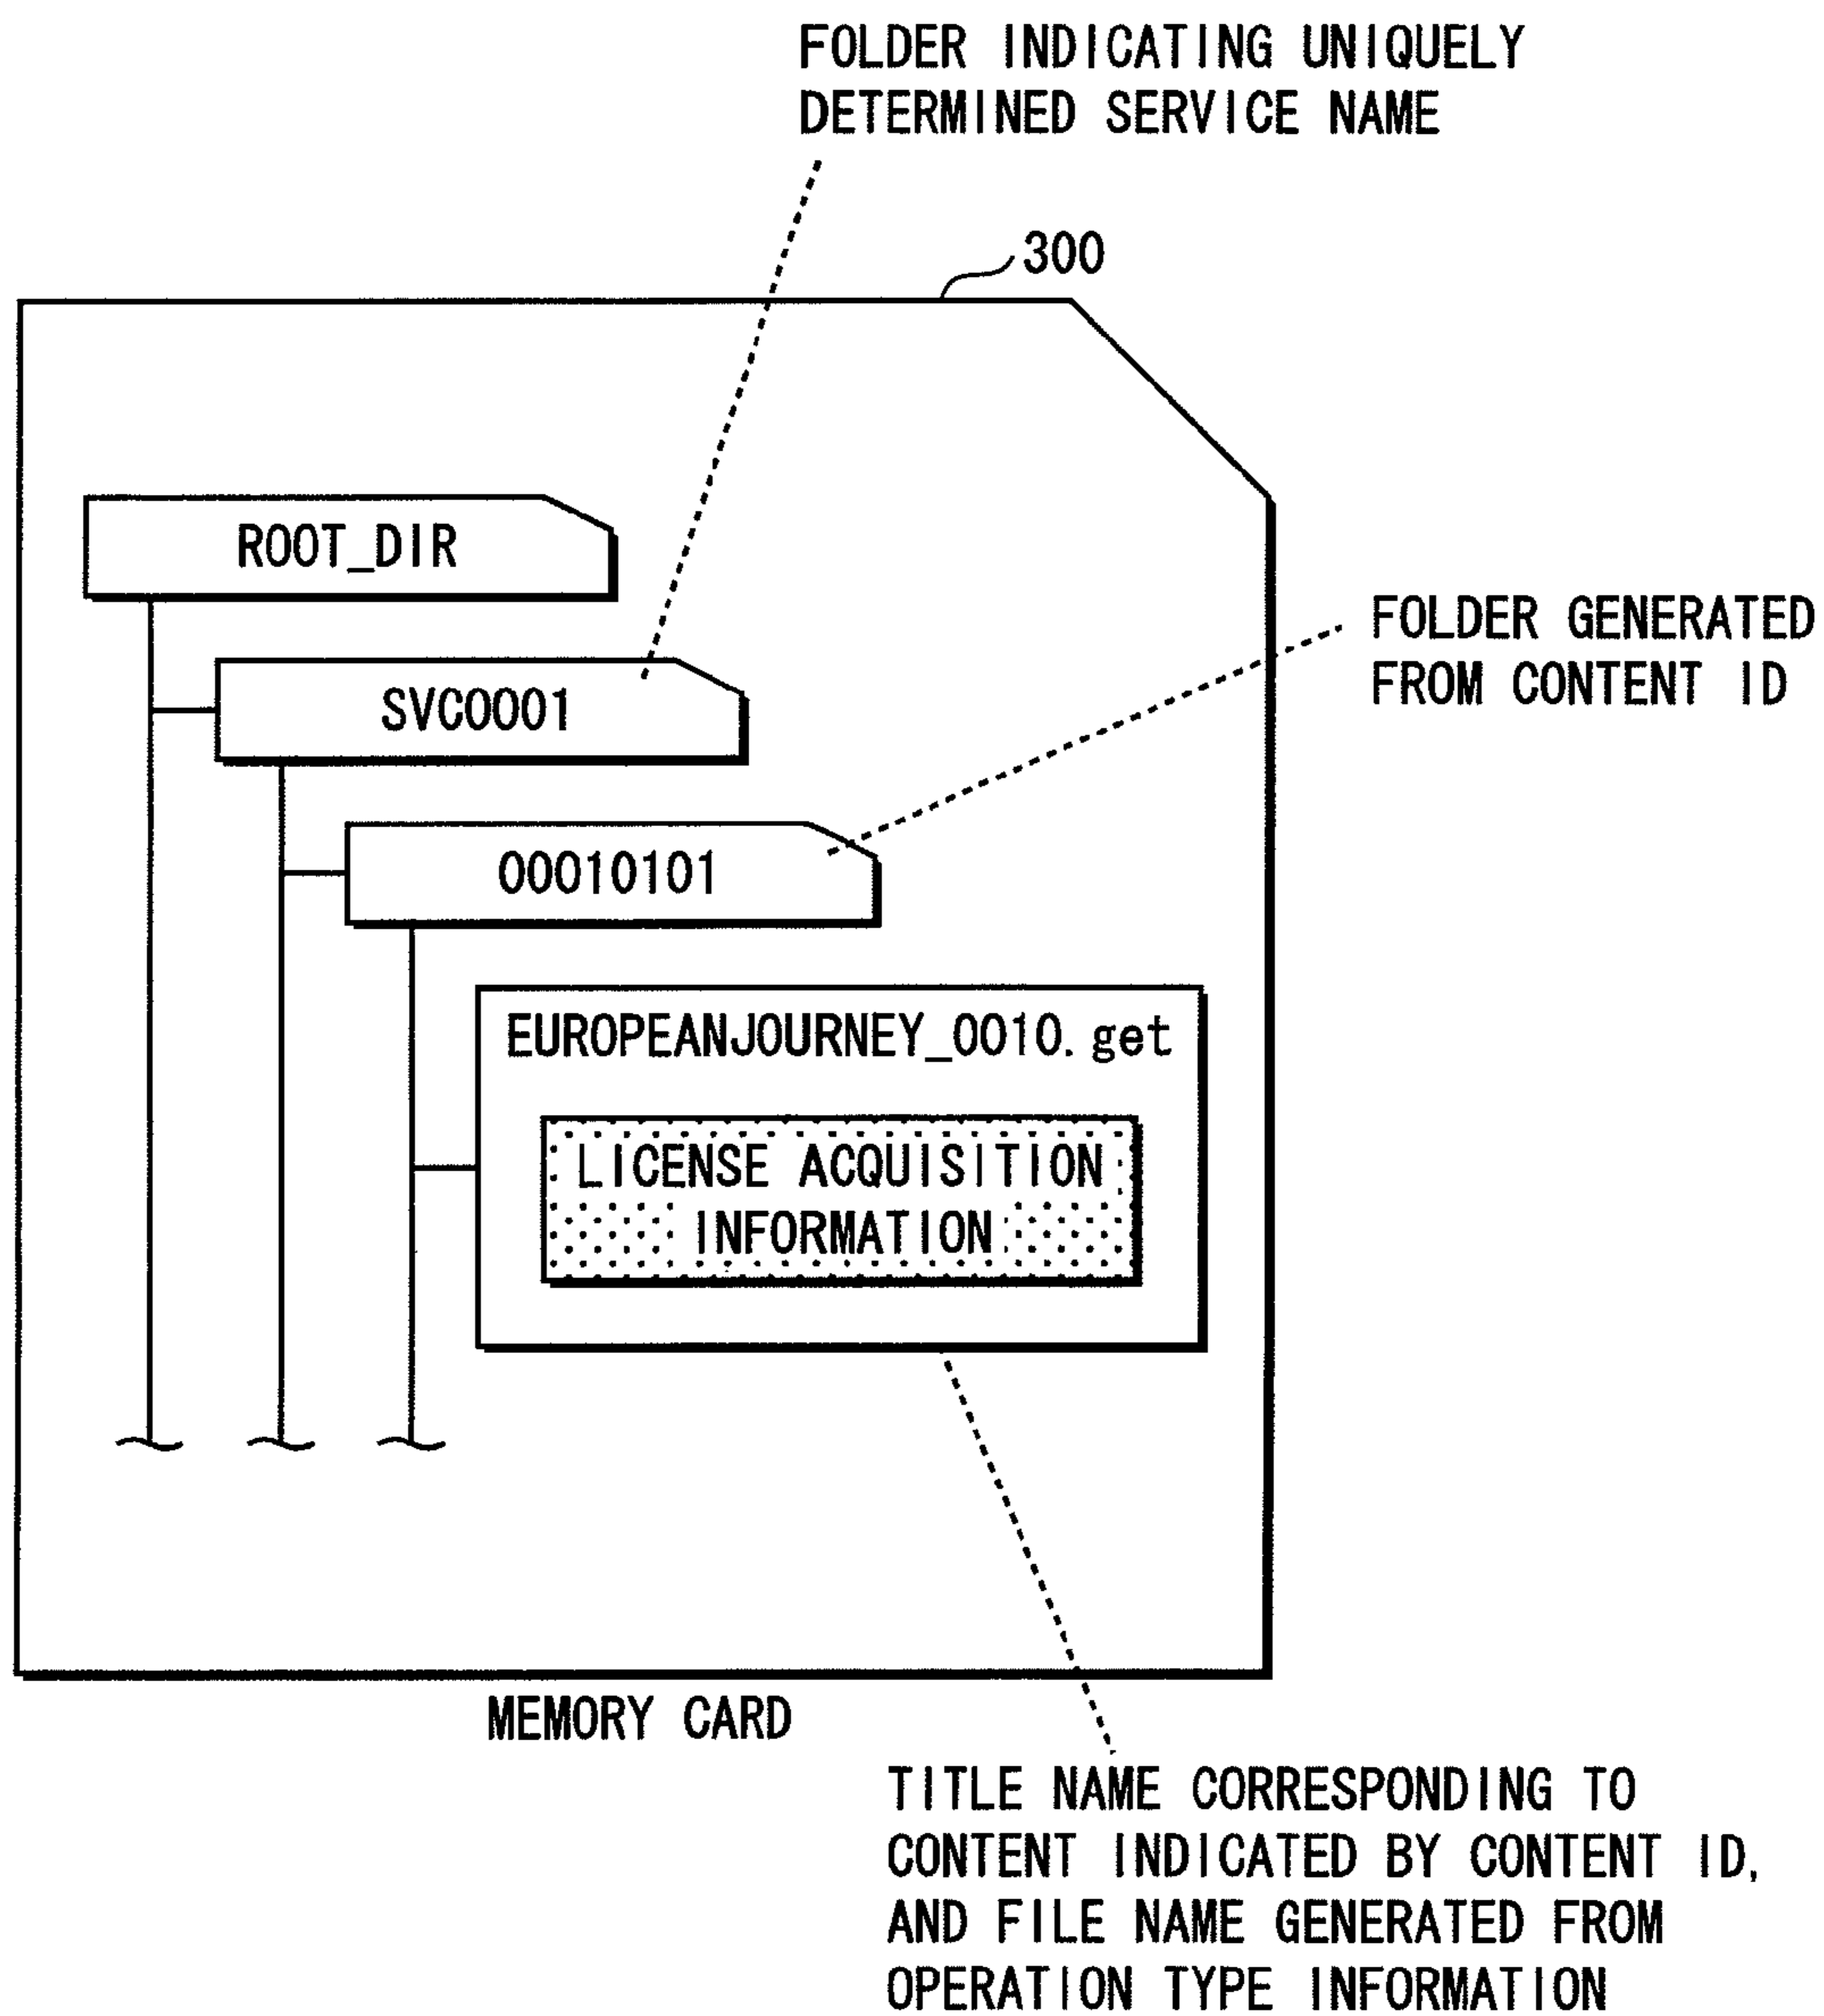 FOLDER INDICATING UNIQUELY
DETERMINED SERVICE NAME
300
ROOT_DIR
FOLDER GENERATED
FROM CONTENT ID
SVC0001
00010101
EUROPEANJOURNEY_0010.get
LICENSE ACQUISITION
INFORMATION
MEMORY CARD
TITLE NAME CORRESPONDING TO
CONTENT INDICATED BY CONTENT ID,
AND FILE NAME GENERATED FROM
OPERATION TYPE INFORMATION